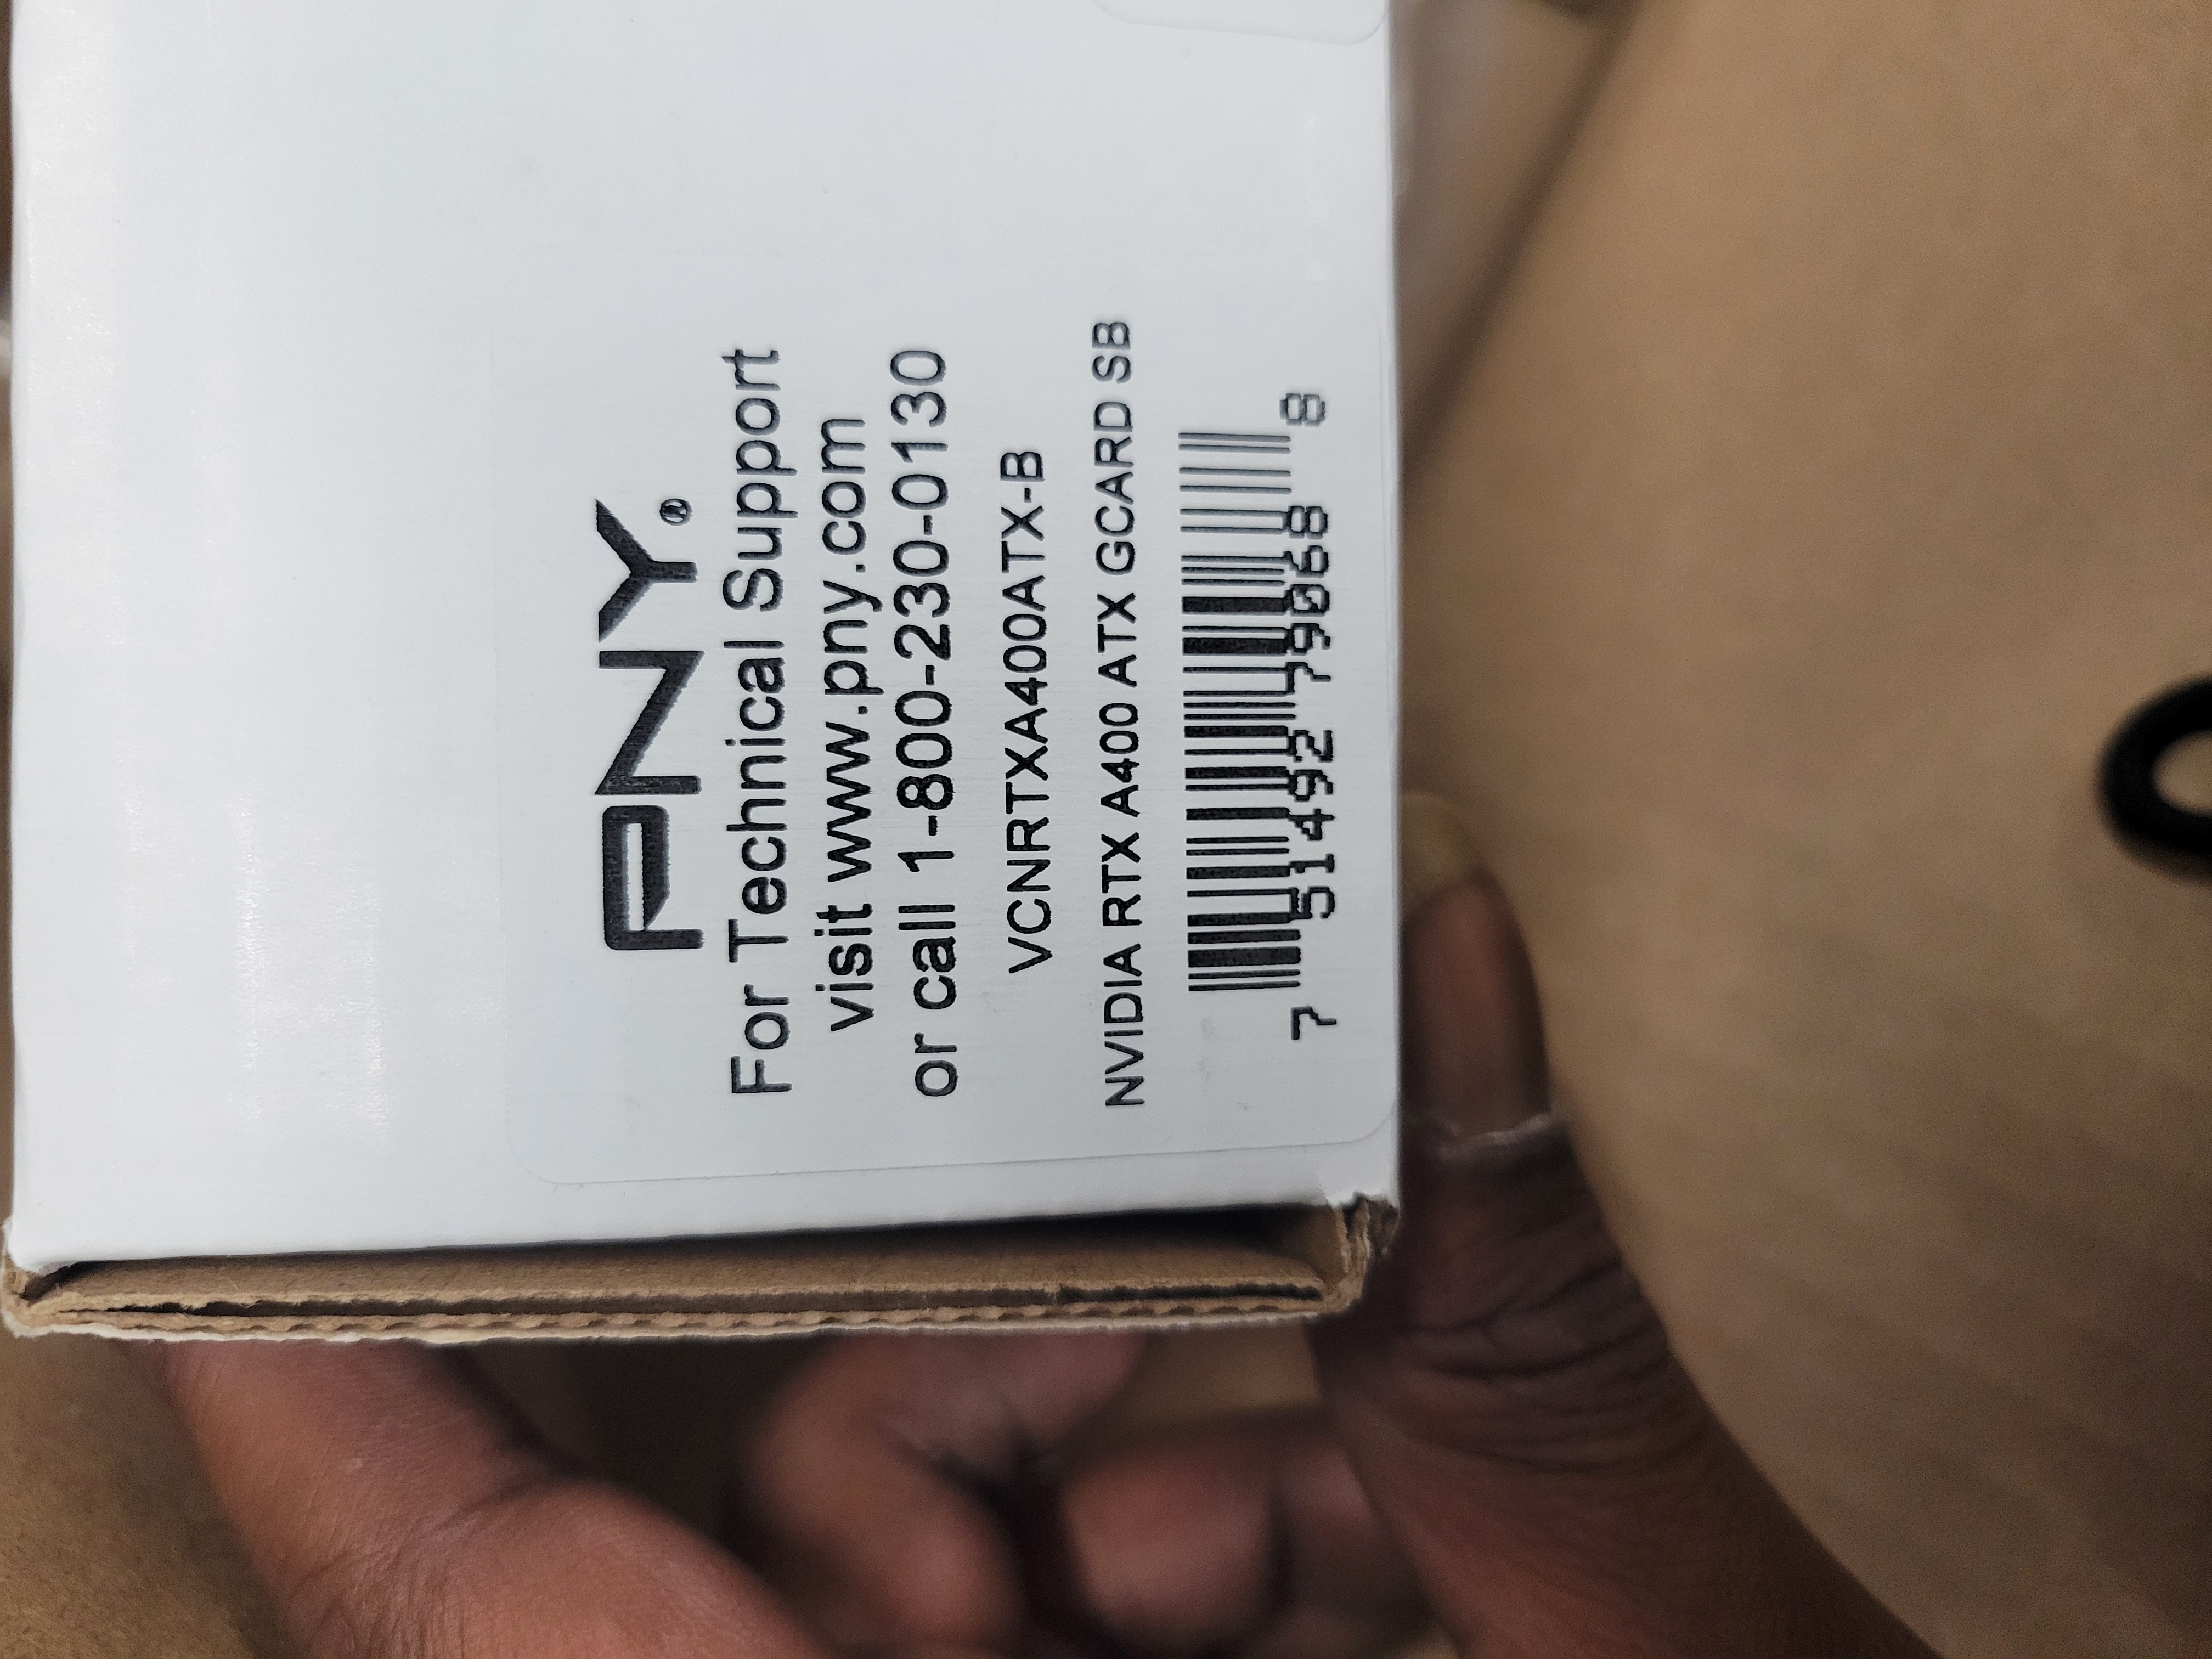 PNY®
For Technical Support
visit www.pny.com
or call 1-800-230-0130
VCNRTXA400ATX-B
NVIDIA RTX A400 ATX GCARD SB
7 51492 79068 8